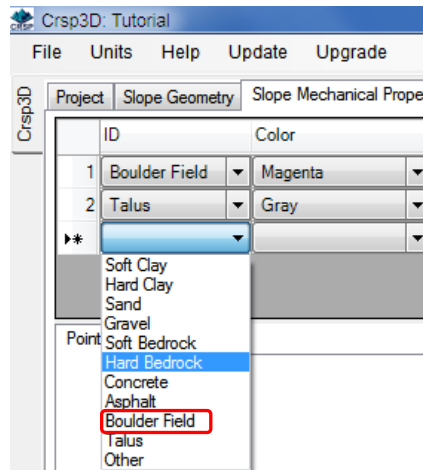 CRSP
Crsp3D: Tutorial
File Units Help Update Upgrade
Crsp3D
Project Slope Geometry Slope Mechanical Prope
ID Color
1 Boulder Field Magenta
2 Talus Gray
Soft Clay
Hard Clay
Sand
Gravel
Point Soft Bedrock
Hard Bedrock
Concrete
Asphalt
Boulder Field
Talus
Other